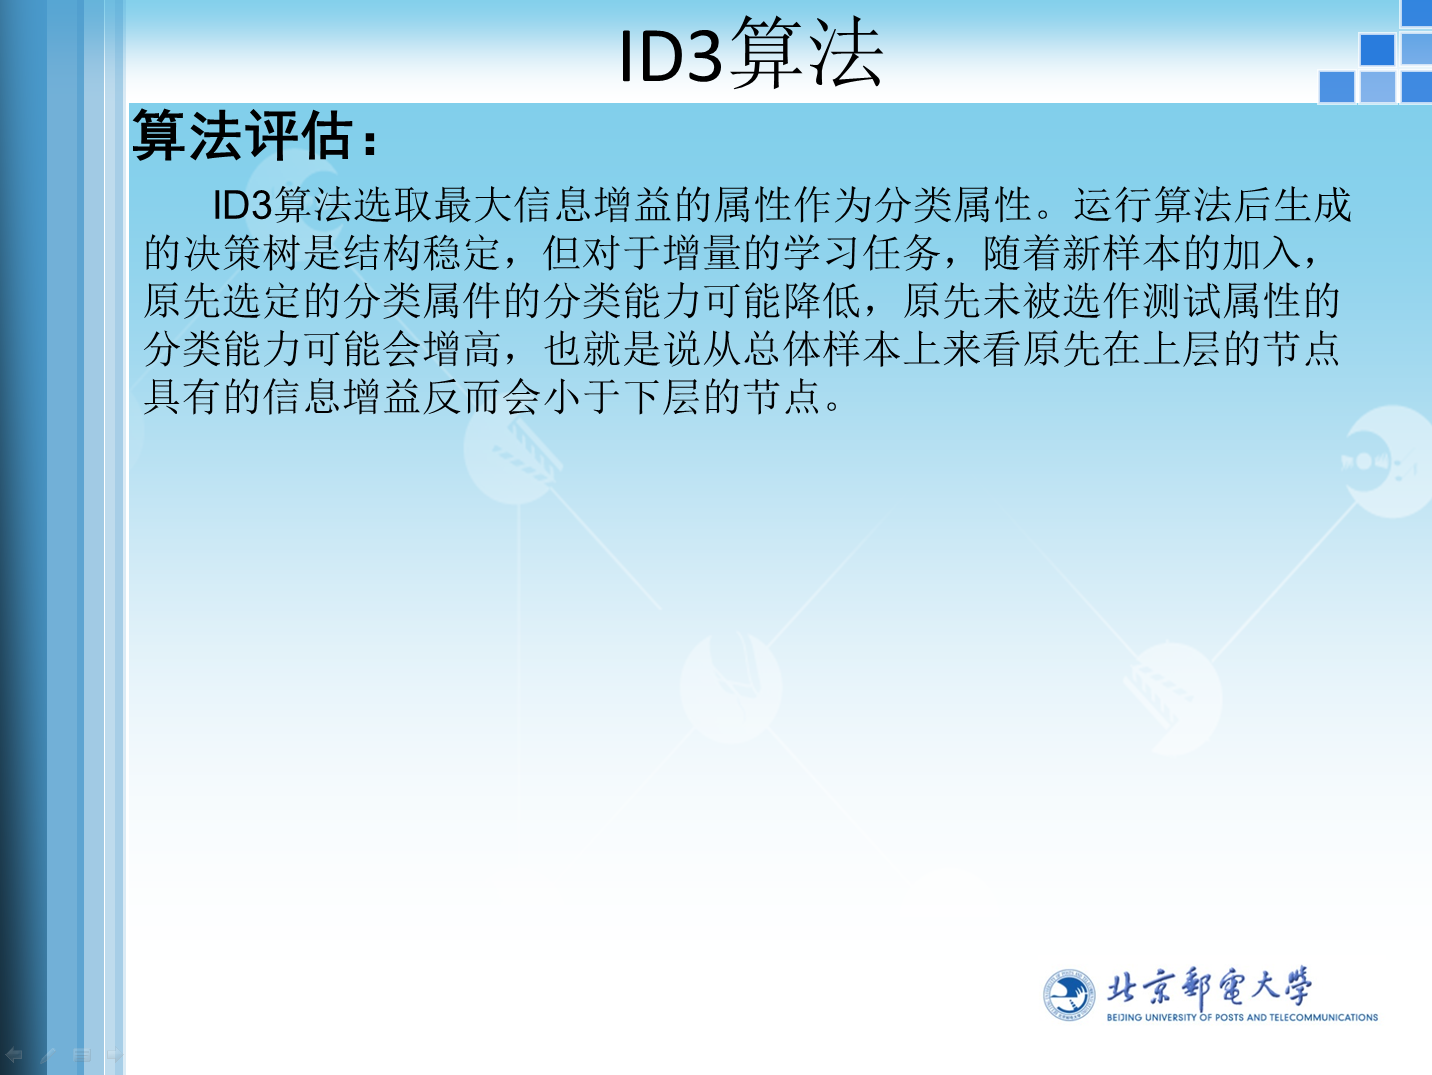 ID3算法
算法评估：
ID3算法选取最大信息增益的属性作为分类属性。运行算法后生成
的决策树是结构稳定，但对于增量的学习任务，随着新样本的加入，
原先选定的分类属件的分类能力可能降低，原先未被选作测试属性的
分类能力可能会增高，也就是说从总体样本上来看原先在上层的节点
具有的信息增益反而会小于下层的节点。
北京郵電大學
BEIJING UNIVERSITY OF POSTS AND TELECOMMUNICATIONS